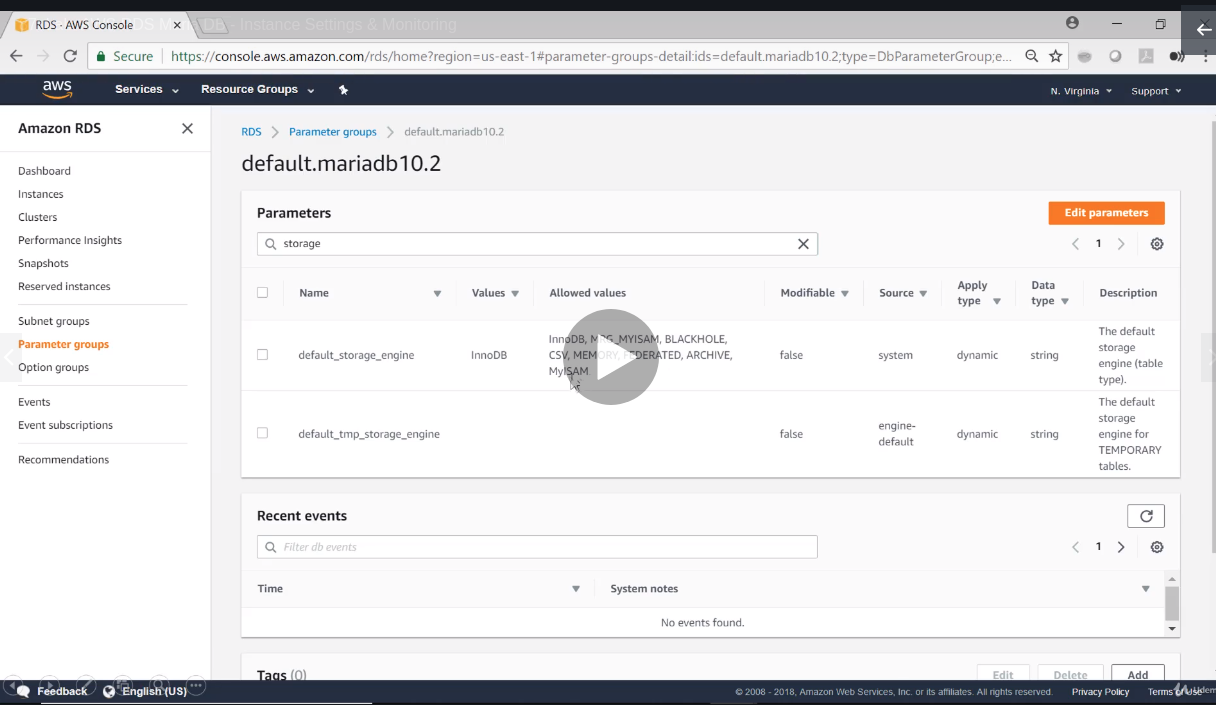 RDS - AWS Console
RDS MariaDB - Instance Settings & Monitoring
Secure
https://console.aws.amazon.com/rds/home?region=us-east-1#parameter-groups-detail:ids=default.mariadb10.2;type=DbParameterGroup;e...
aws
Services
Resource Groups
N. Virginia
Support
Amazon RDS
Dashboard
Instances
Clusters
Performance Insights
Snapshots
Reserved instances
Subnet groups
Parameter groups
Option groups
Events
Event subscriptions
Recommendations
RDS > Parameter groups > default.mariadb10.2
default.mariadb10.2
Parameters
Edit parameters
storage
1
Name
Values
Allowed values
Modifiable
Source
Apply
type
Data
type
Description
default_storage_engine
InnoDB
InnoDB, MRG_MYISAM, BLACKHOLE,
CSV, MEMORY, FEDERATED, ARCHIVE,
MyISAM
false
system
dynamic
string
The default
storage
engine (table
type).
default_tmp_storage_engine
false
engine-
default
dynamic
string
The default
storage
engine for
TEMPORARY
tables.
Recent events
Filter db events
1
Time
System notes
No events found.
Tags (0)
Edit
Delete
Add
Feedback
English (US)
© 2008 - 2018, Amazon Web Services, Inc. or its affiliates. All rights reserved.
Privacy Policy
Terms of Use